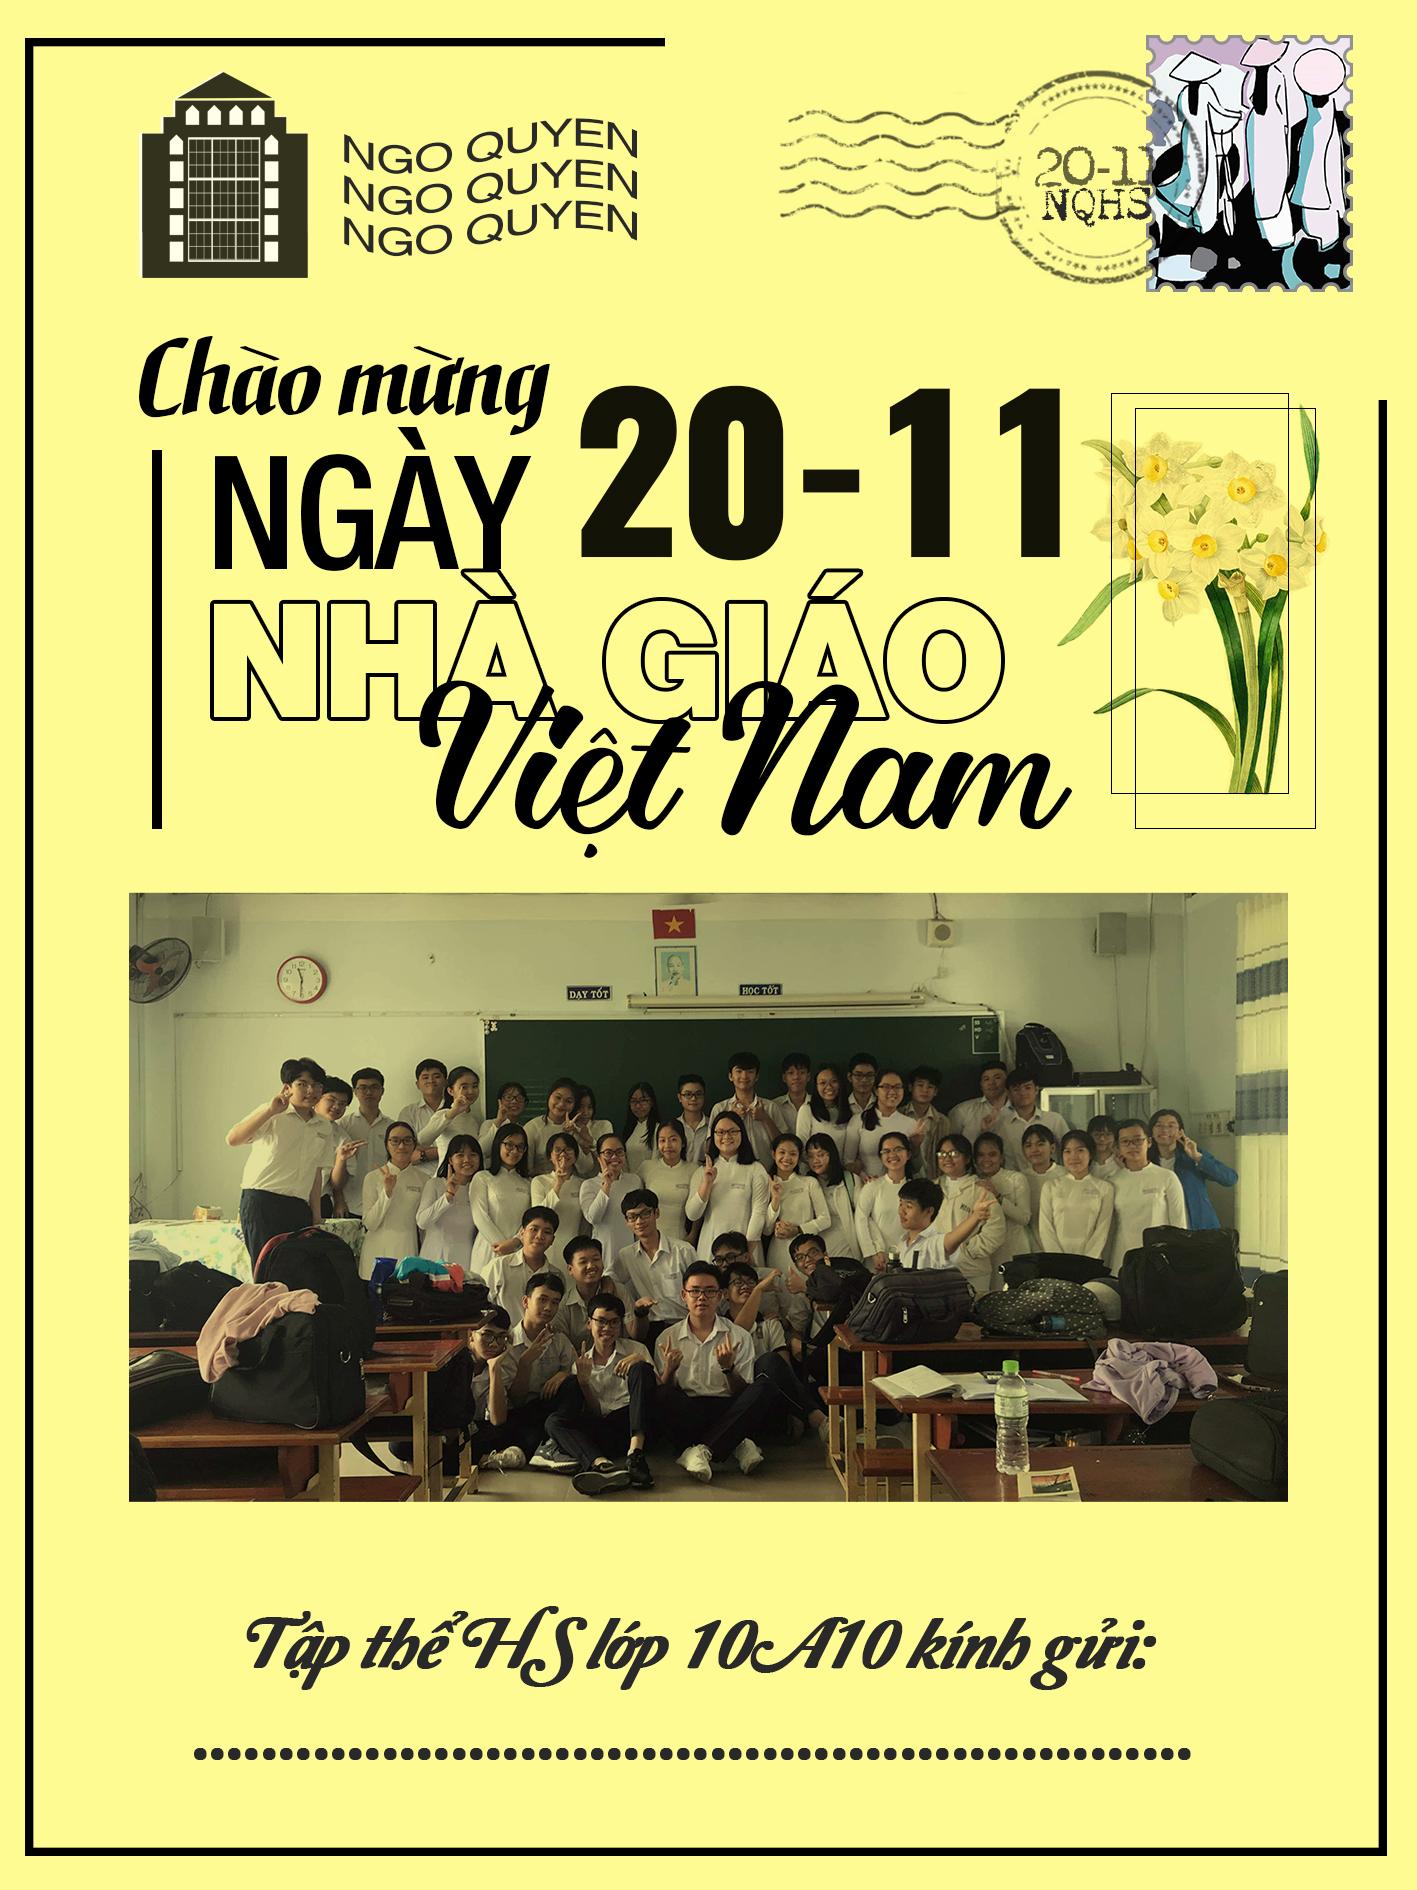 NGO QUYEN
NGO QUYEN
NGO QUYEN
20-11
NQHS
Chào mừng
NGÀY 20-11
NHÀ GIÁO
Việt Nam
DẠY TỐT
HỌC TỐT
Tập thể HS lớp 10A10 kính gửi: